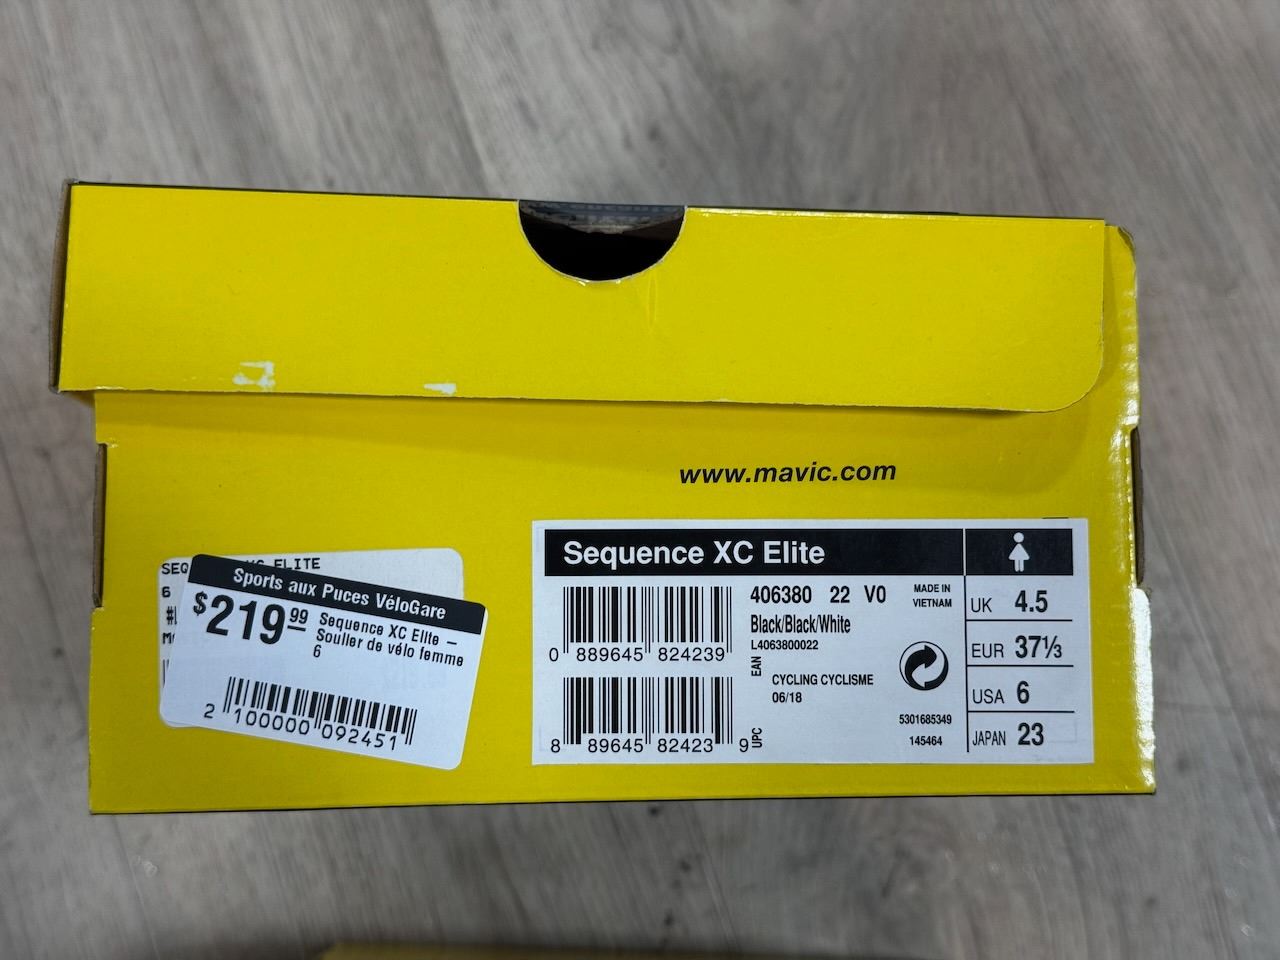 www.mavic.com
Sequence XC Elite
406380 22 V0
MADE IN
VIETNAM
Black/Black/White
L4063800022
0 889645 824239
EAN
CYCLING CYCLISME
06/18
5301685349
145464
8 89645 82423 9
UPC
UK 4.5
EUR 37⅓
USA 6
JAPAN 23
SEQ ELITE
6
Sports aux Puces VéloGare
$219.99
Sequence XC Elite –
Soulier de vélo femme
6
2 100000 092451